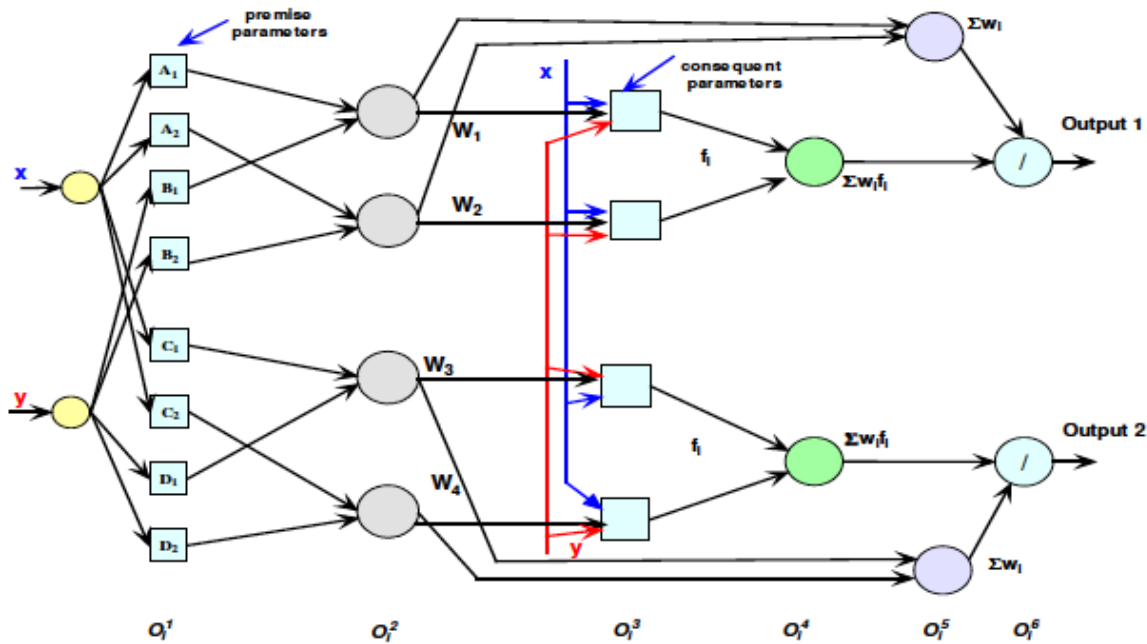 premise
parameters
A₁
A₂
x
B₁
B₂
C₁
y
C₂
D₁
D₂
W₁
W₂
W₃
W₄
x
consequent
parameters
fᵢ
fᵢ
y
Σwᵢ
Σwᵢfᵢ
/
Output 1
Σwᵢfᵢ
/
Output 2
Σwᵢ
Oᵢ¹ Oᵢ² Oᵢ³ Oᵢ⁴ Oᵢ⁵ Oᵢ⁶